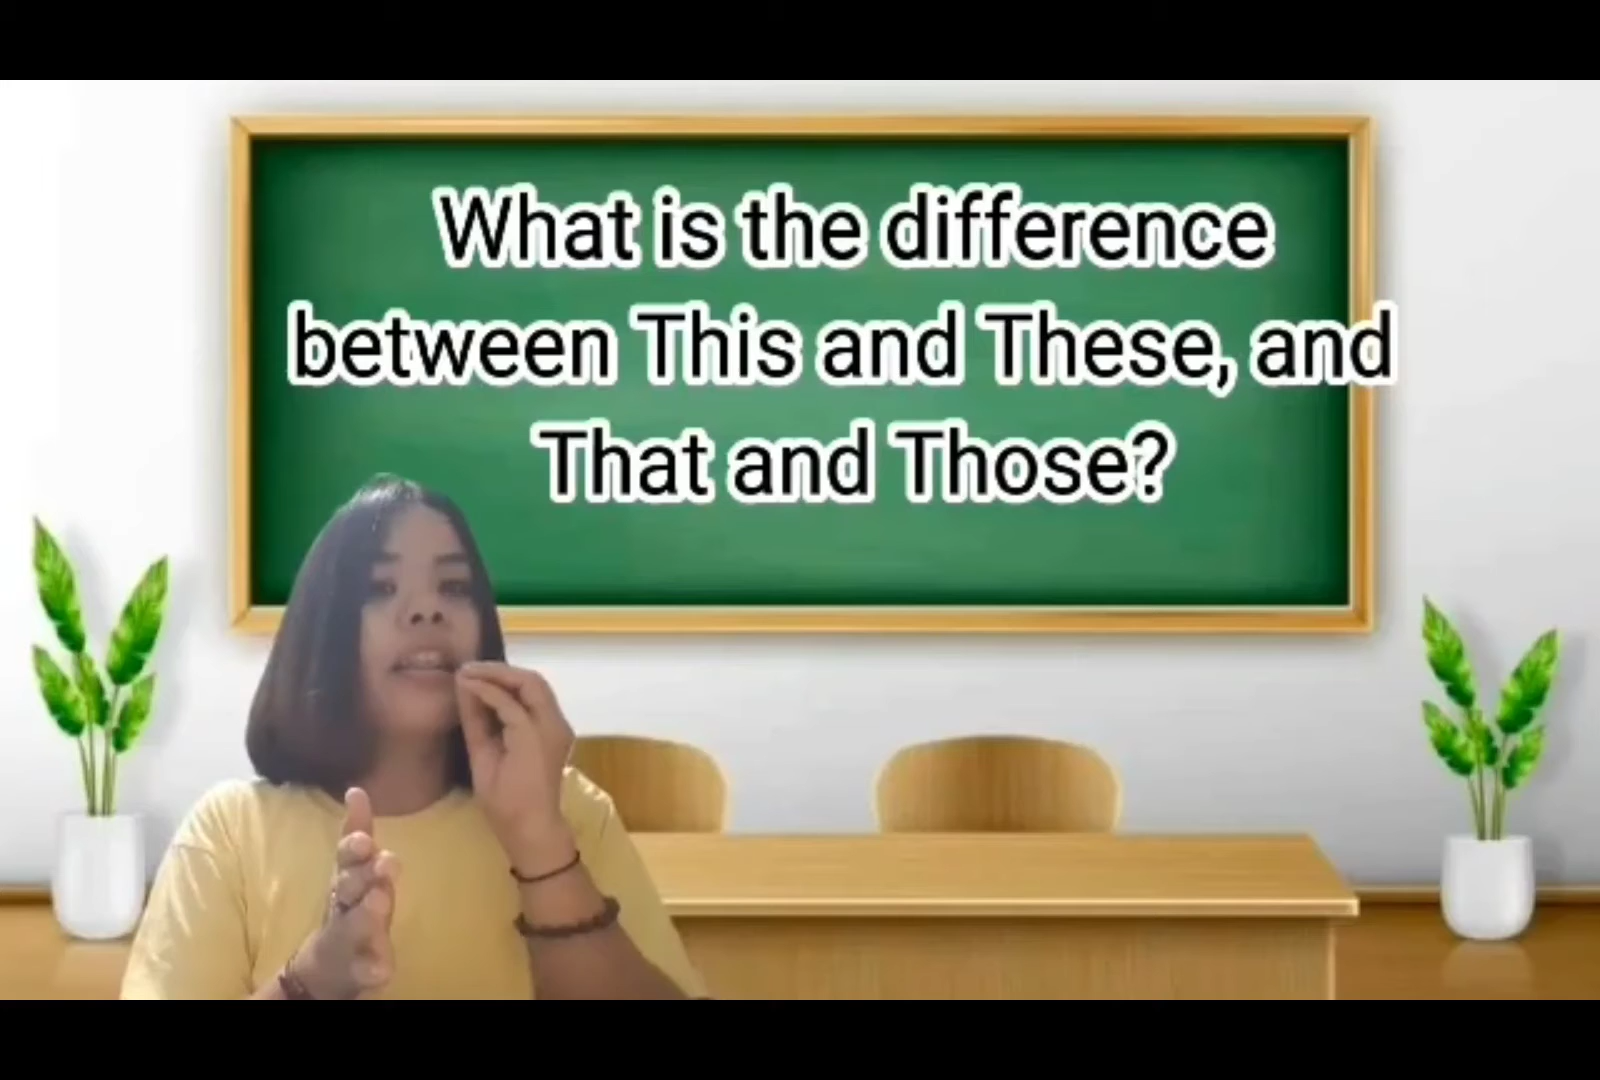 What is the difference
between This and These, and
That and Those?